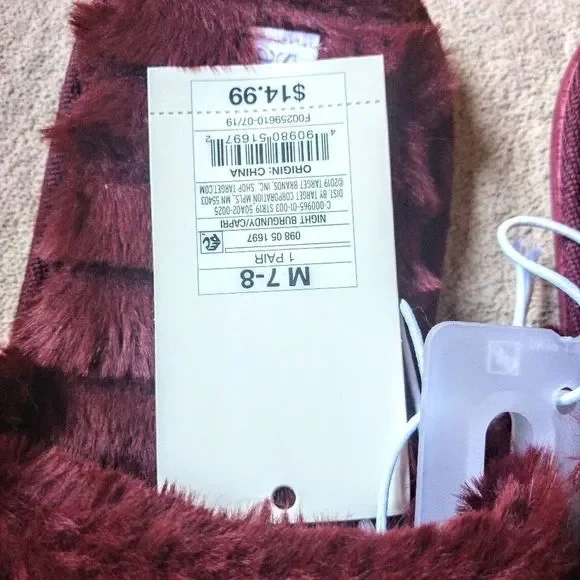 M 7-8
1 PAIR
098 05 1697
NIGHT BURGUNDY/CAPRI
C-000965-01-003 STR19 50A02-0025
DIST. BY TARGET CORPORATION MPLS, MN 55403
©2019 TARGET BRANDS, INC. SHOP TARGET.COM
ORIGIN: CHINA
4 90980 51697 2
F00259610-07/19
$14.99